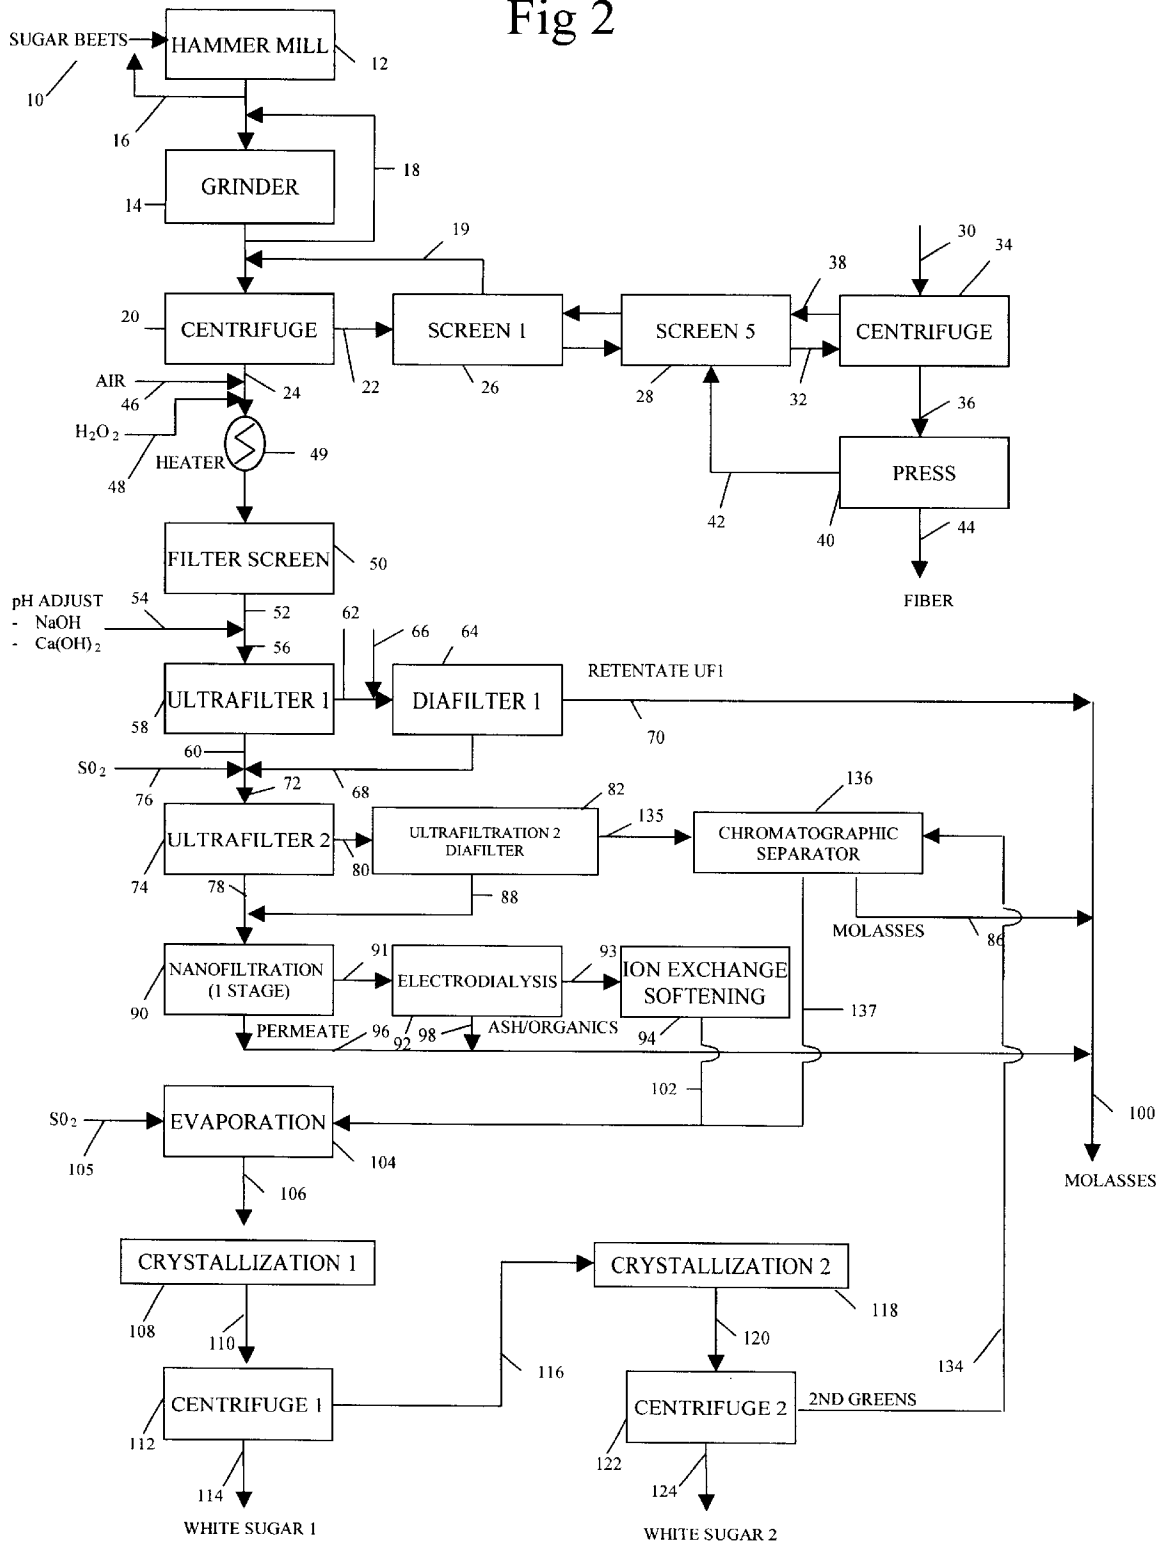 Fig 2
SUGAR BEETS
HAMMER MILL
12
10
16
GRINDER
14
18
19
30
34
38
20
CENTRIFUGE
SCREEN 1
SCREEN 5
CENTRIFUGE
22
26
28
32
AIR
46
24
36
H2O2
48
HEATER
49
PRESS
42
40
44
FILTER SCREEN
50
FIBER
pH ADJUST
- NaOH
- Ca(OH)2
54
52
62
66
64
56
RETENTATE UF1
ULTRAFILTER 1
DIAFILTER 1
58
70
60
S02
76
72
68
82
135
136
ULTRAFILTER 2
ULTRAFILTRATION 2
DIAFILTER
CHROMATOGRAPHIC
SEPARATOR
74
78
80
88
MOLASSES
86
NANOFILTRATION
(1 STAGE)
91
ELECTRODIALYSIS
93
ION EXCHANGE
SOFTENING
90
137
PERMEATE
96
92
98
ASH/ORGANICS
94
102
S02
EVAPORATION
100
105
104
106
MOLASSES
CRYSTALLIZATION 1
CRYSTALLIZATION 2
108
110
118
120
116
134
CENTRIFUGE 1
CENTRIFUGE 2
2ND GREENS
112
122
114
124
WHITE SUGAR 1
WHITE SUGAR 2